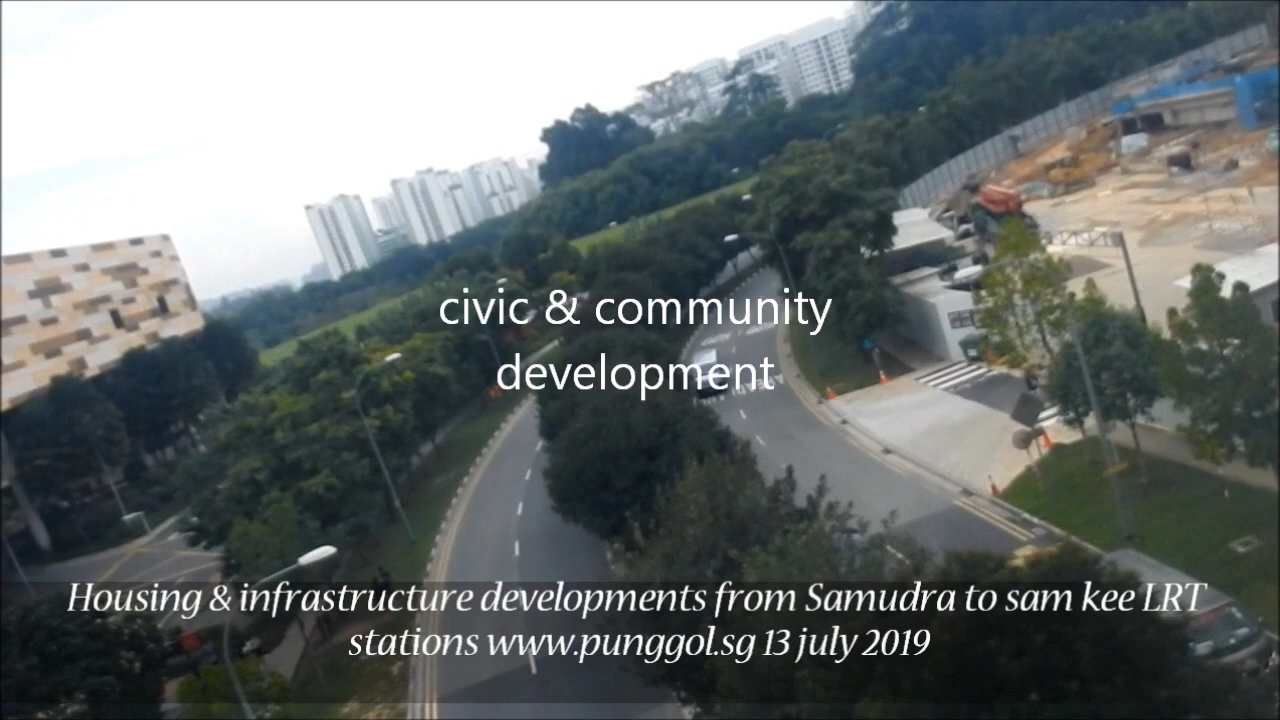 civic & community
development
Housing & infrastructure developments from Samudra to sam kee LRT
stations www.punggol.sg 13 july 2019